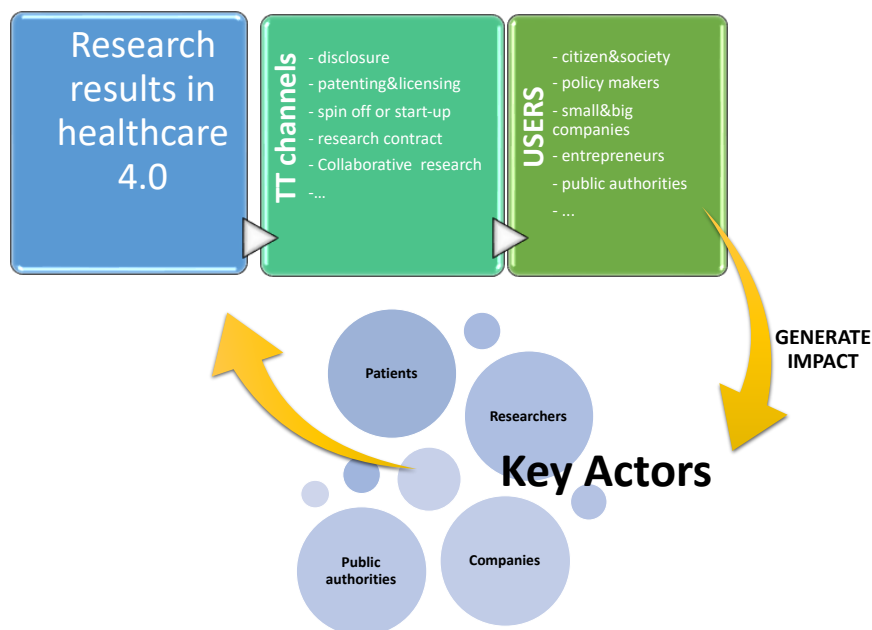 Research
results in
healthcare
4.0
TT channels
- disclosure
- patenting&licensing
- spin off or start-up
- research contract
- Collaborative research
-...
USERS
- citizen&society
- policy makers
- small&big
companies
- entrepreneurs
- public authorities
- ...
GENERATE
IMPACT
Patients
Researchers
Key Actors
Public
authorities
Companies